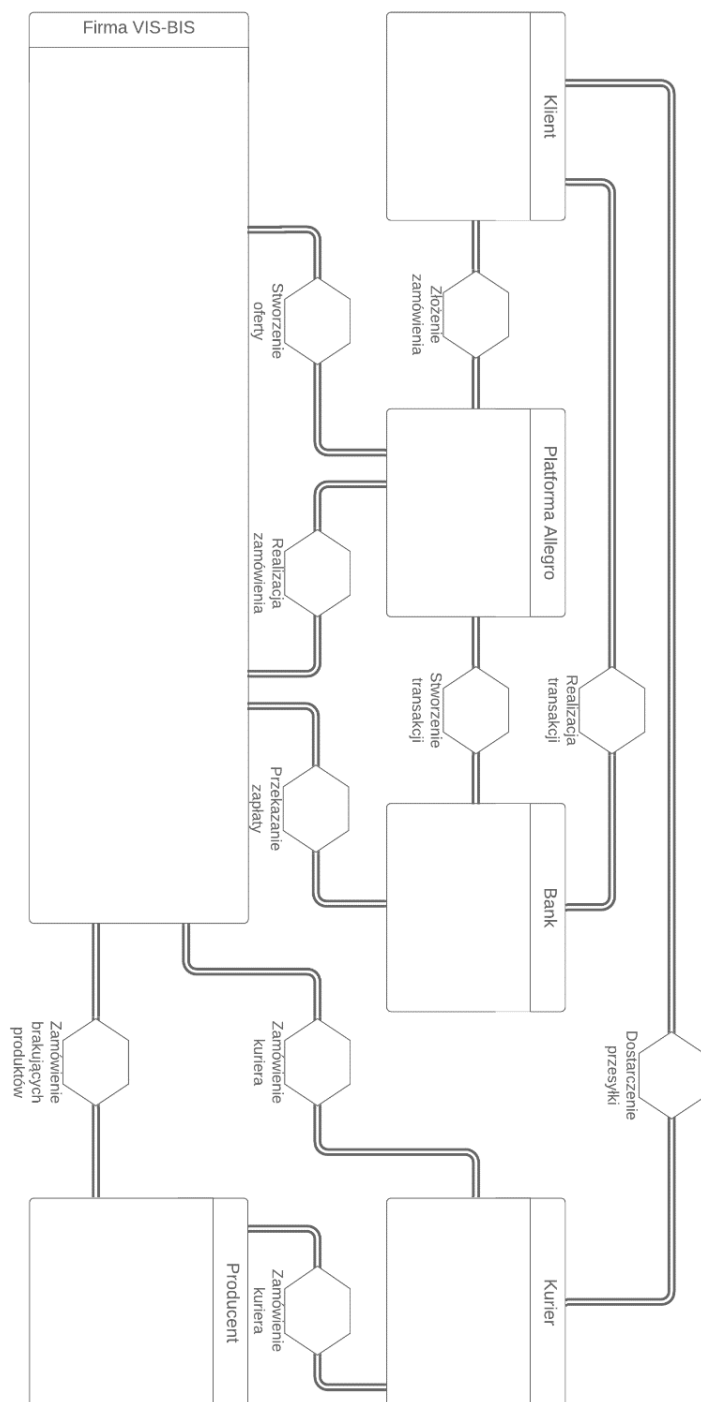 Firma VIS-BIS
Klient
Złożenie
zamówienia
Stworzenie
oferty
Platforma Allegro
Realizacja
zamówienia
Stworzenie
transakcji
Realizacja
transakcji
Przekazanie
zapłaty
Bank
Zamówienie
brakujących
produktów
Zamówienie
kuriera
Dostarczenie
przesyłki
Producent
Zamówienie
kuriera
Kurier